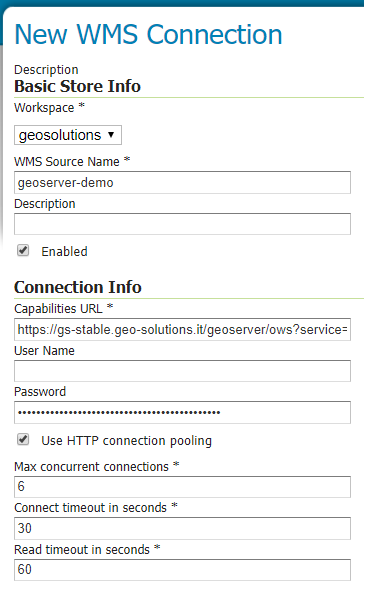 New WMS Connection
Description
Basic Store Info
Workspace *
geosolutions
WMS Source Name *
geoserver-demo
Description
Enabled
Connection Info
Capabilities URL *
https://gs-stable.geo-solutions.it/geoserver/ows?service=
User Name
Password
••••••••••••••••••••••••••••••••••••••••••••
Use HTTP connection pooling
Max concurrent connections *
6
Connect timeout in seconds *
30
Read timeout in seconds *
60